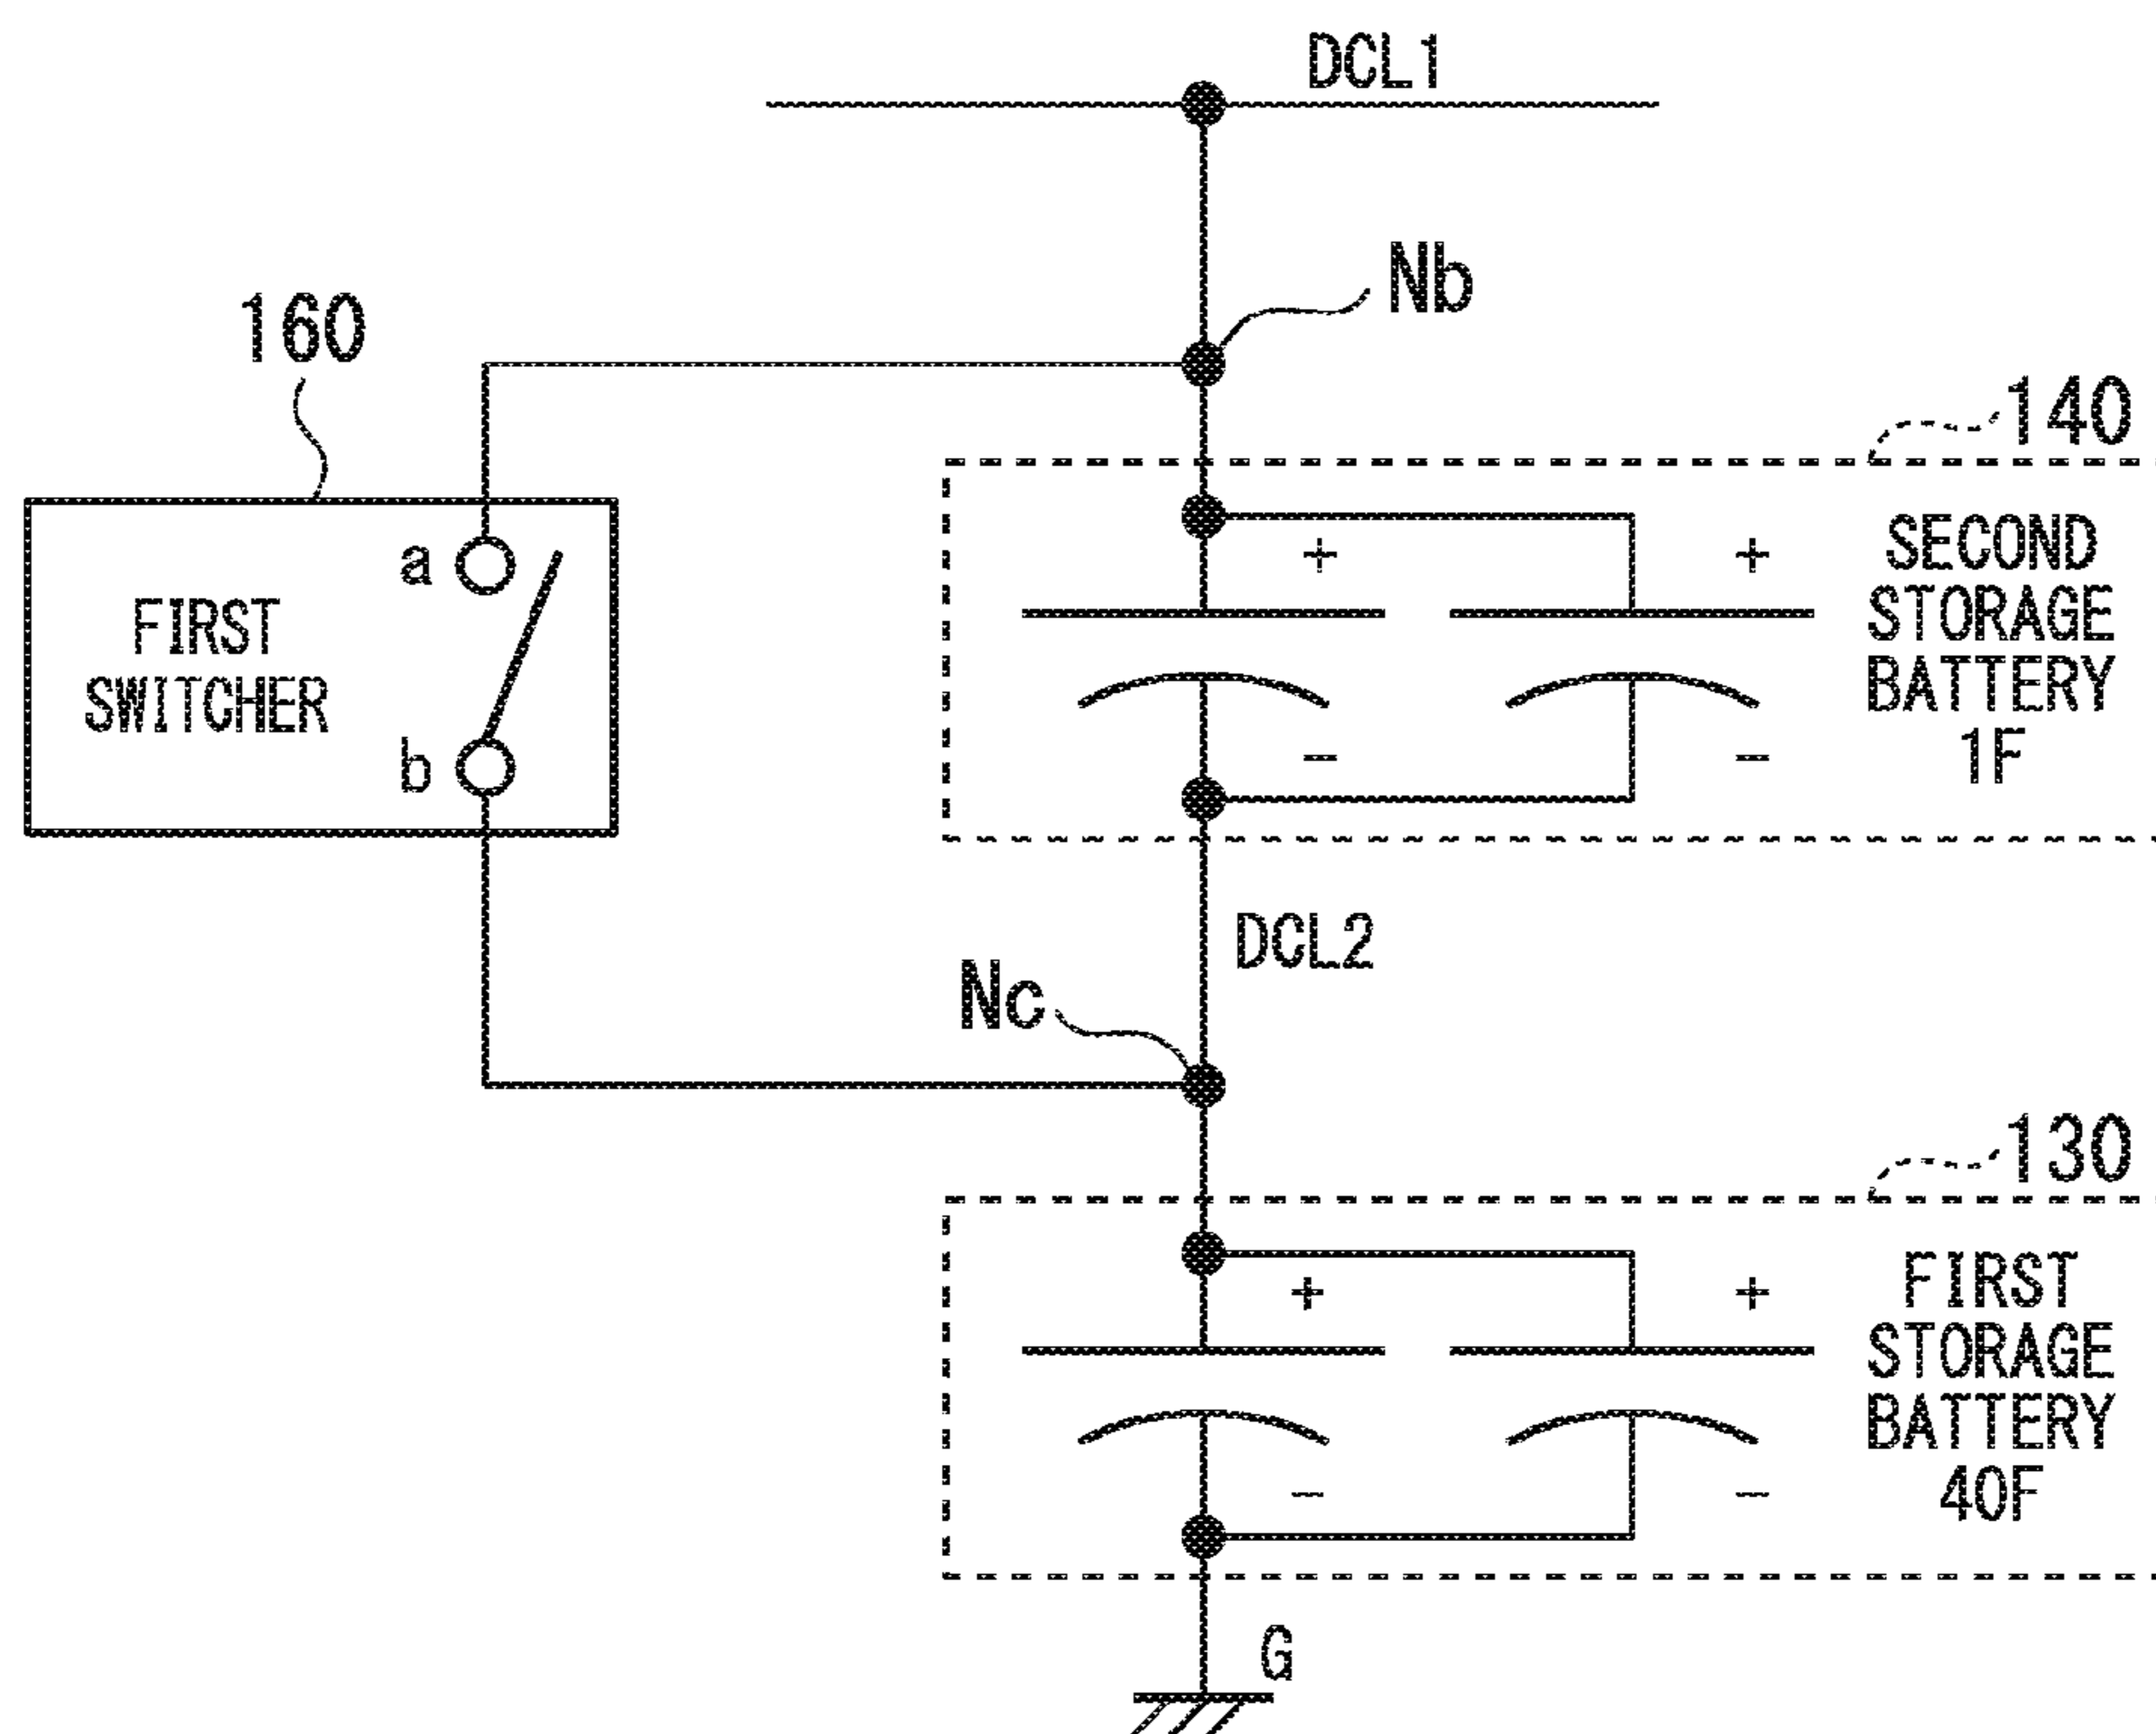 DCL1
Nb
160
140
a
FIRST
SWITCHER
b
+
+
SECOND
STORAGE
BATTERY
1F
−
−
DCL2
Nc
130
+
+
FIRST
STORAGE
BATTERY
40F
−
−
G